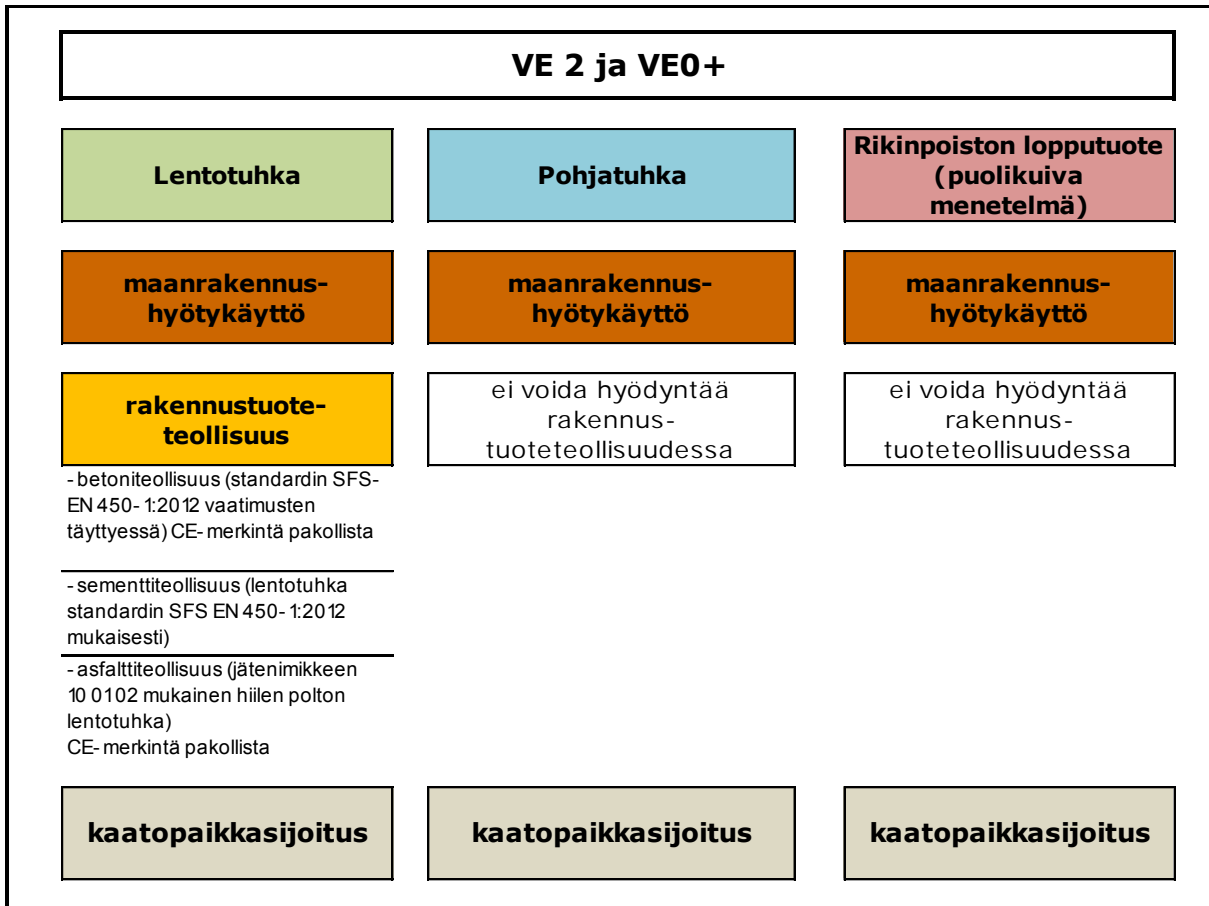 VE 2 ja VE0+
Lentotuhka
Pohjatuhka
Rikinpoiston lopputuote
(puolikuiva
menetelmä)
maanrakennus-
hyötykäyttö
maanrakennus-
hyötykäyttö
maanrakennus-
hyötykäyttö
rakennustuote-
teollisuus
ei voida hyödyntää
rakennus-
tuoteteollisuudessa
ei voida hyödyntää
rakennus-
tuoteteollisuudessa
- betoniteollisuus (standardin SFS-
EN 450-1:2012 vaatimusten
täyttyessä) CE-merkintä pakollista
- sementtiteollisuus (lentotuhka
standardin SFS EN 450-1:2012
mukaisesti)
- asfalttiteollisuus (jätenimikkeen
10 0102 mukainen hiilen polton
lentotuhka)
CE-merkintä pakollista
kaatopaikkasijoitus
kaatopaikkasijoitus
kaatopaikkasijoitus